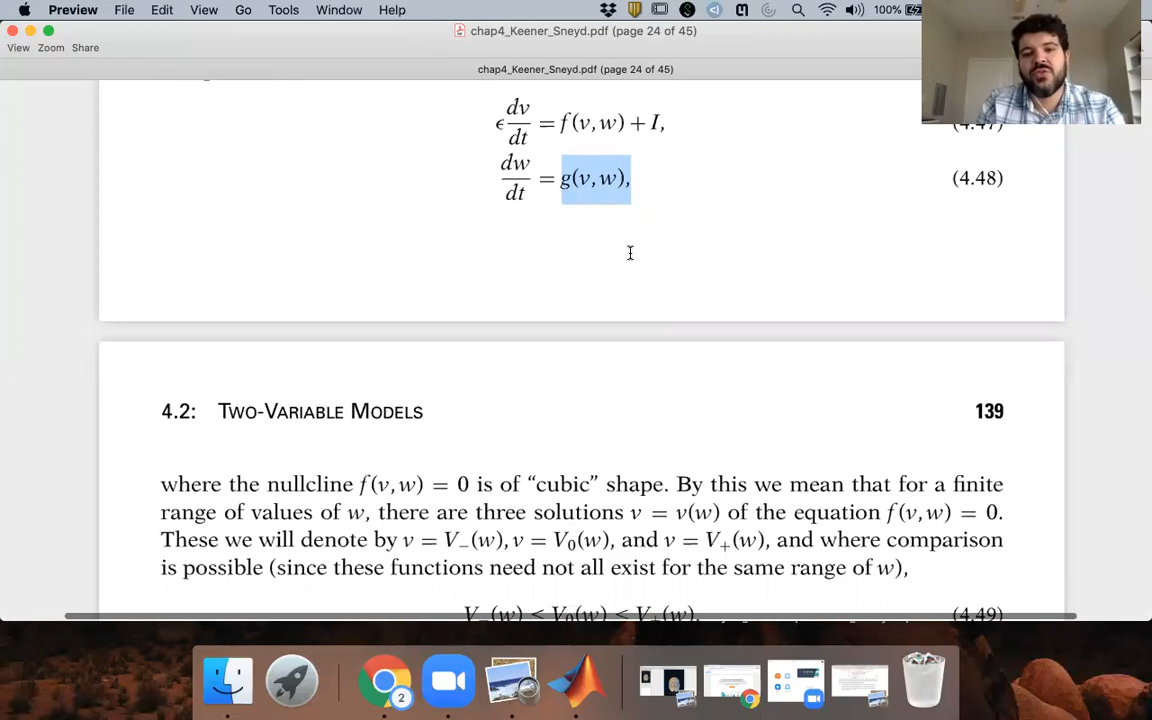 Preview File Edit View Go Tools Window Help 100%
chap4_Keener_Sneyd.pdf (page 24 of 45)
View Zoom Share
chap4_Keener_Sneyd.pdf (page 24 of 45)
ϵ dv/dt = f(v, w) + I,
dw/dt = g(v, w), (4.48)
4.2: TWO-VARIABLE MODELS 139
where the nullcline f(v, w) = 0 is of “cubic” shape. By this we mean that for a finite
range of values of w, there are three solutions v = v(w) of the equation f(v, w) = 0.
These we will denote by v = V₋(w), v = V₀(w), and v = V₊(w), and where comparison
is possible (since these functions need not all exist for the same range of w),
V₋(w) < V₀(w) < V₊(w). (4.49)
2